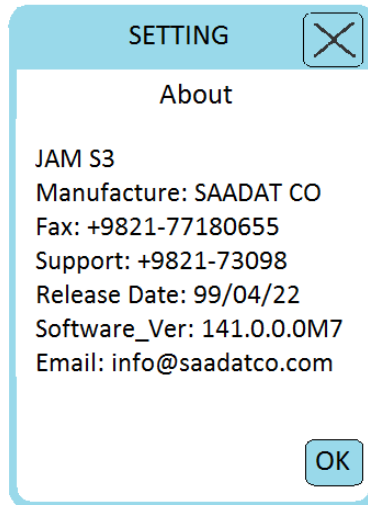 SETTING
About
JAM S3
Manufacture: SAADAT CO
Fax: +9821-77180655
Support: +9821-73098
Release Date: 99/04/22
Software_Ver: 141.0.0.0M7
Email: info@saadatco.com
OK